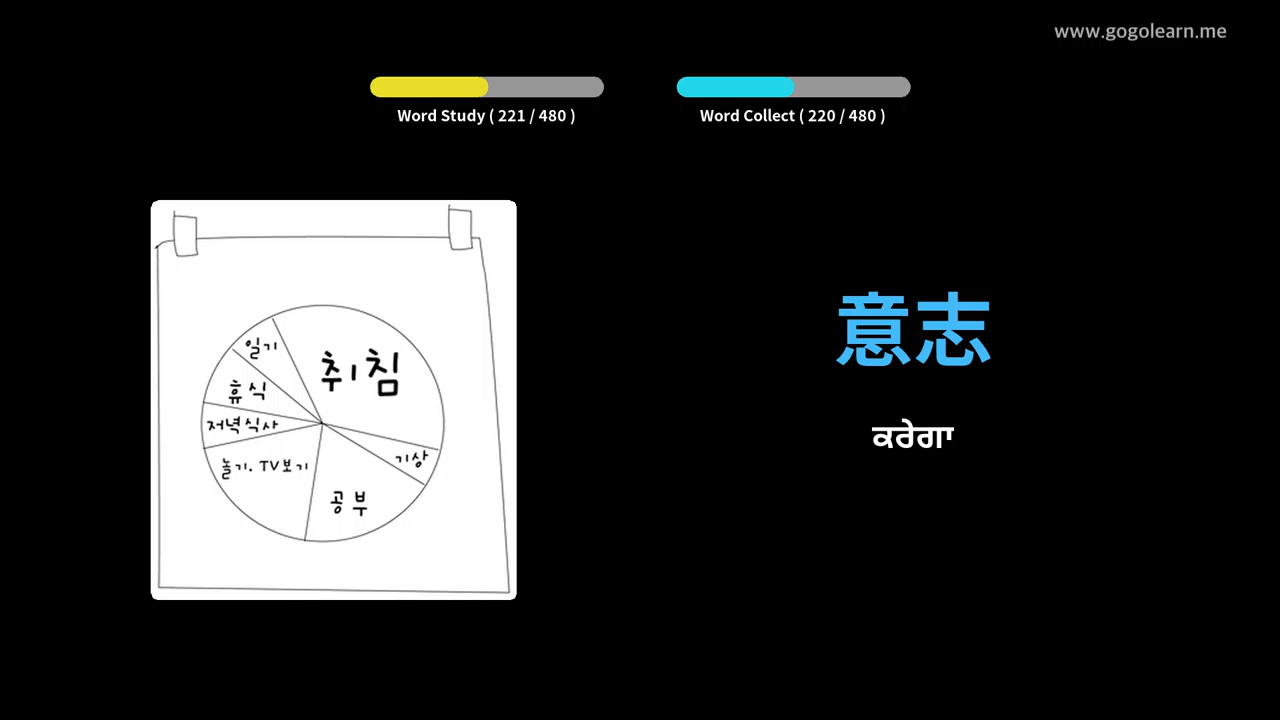 www.gogolearn.me
Word Study ( 221 / 480 )
Word Collect ( 220 / 480 )
일기
취침
휴식
저녁식사
기상
놀기. TV보기
공부
意志
ਕਰੇਗਾ